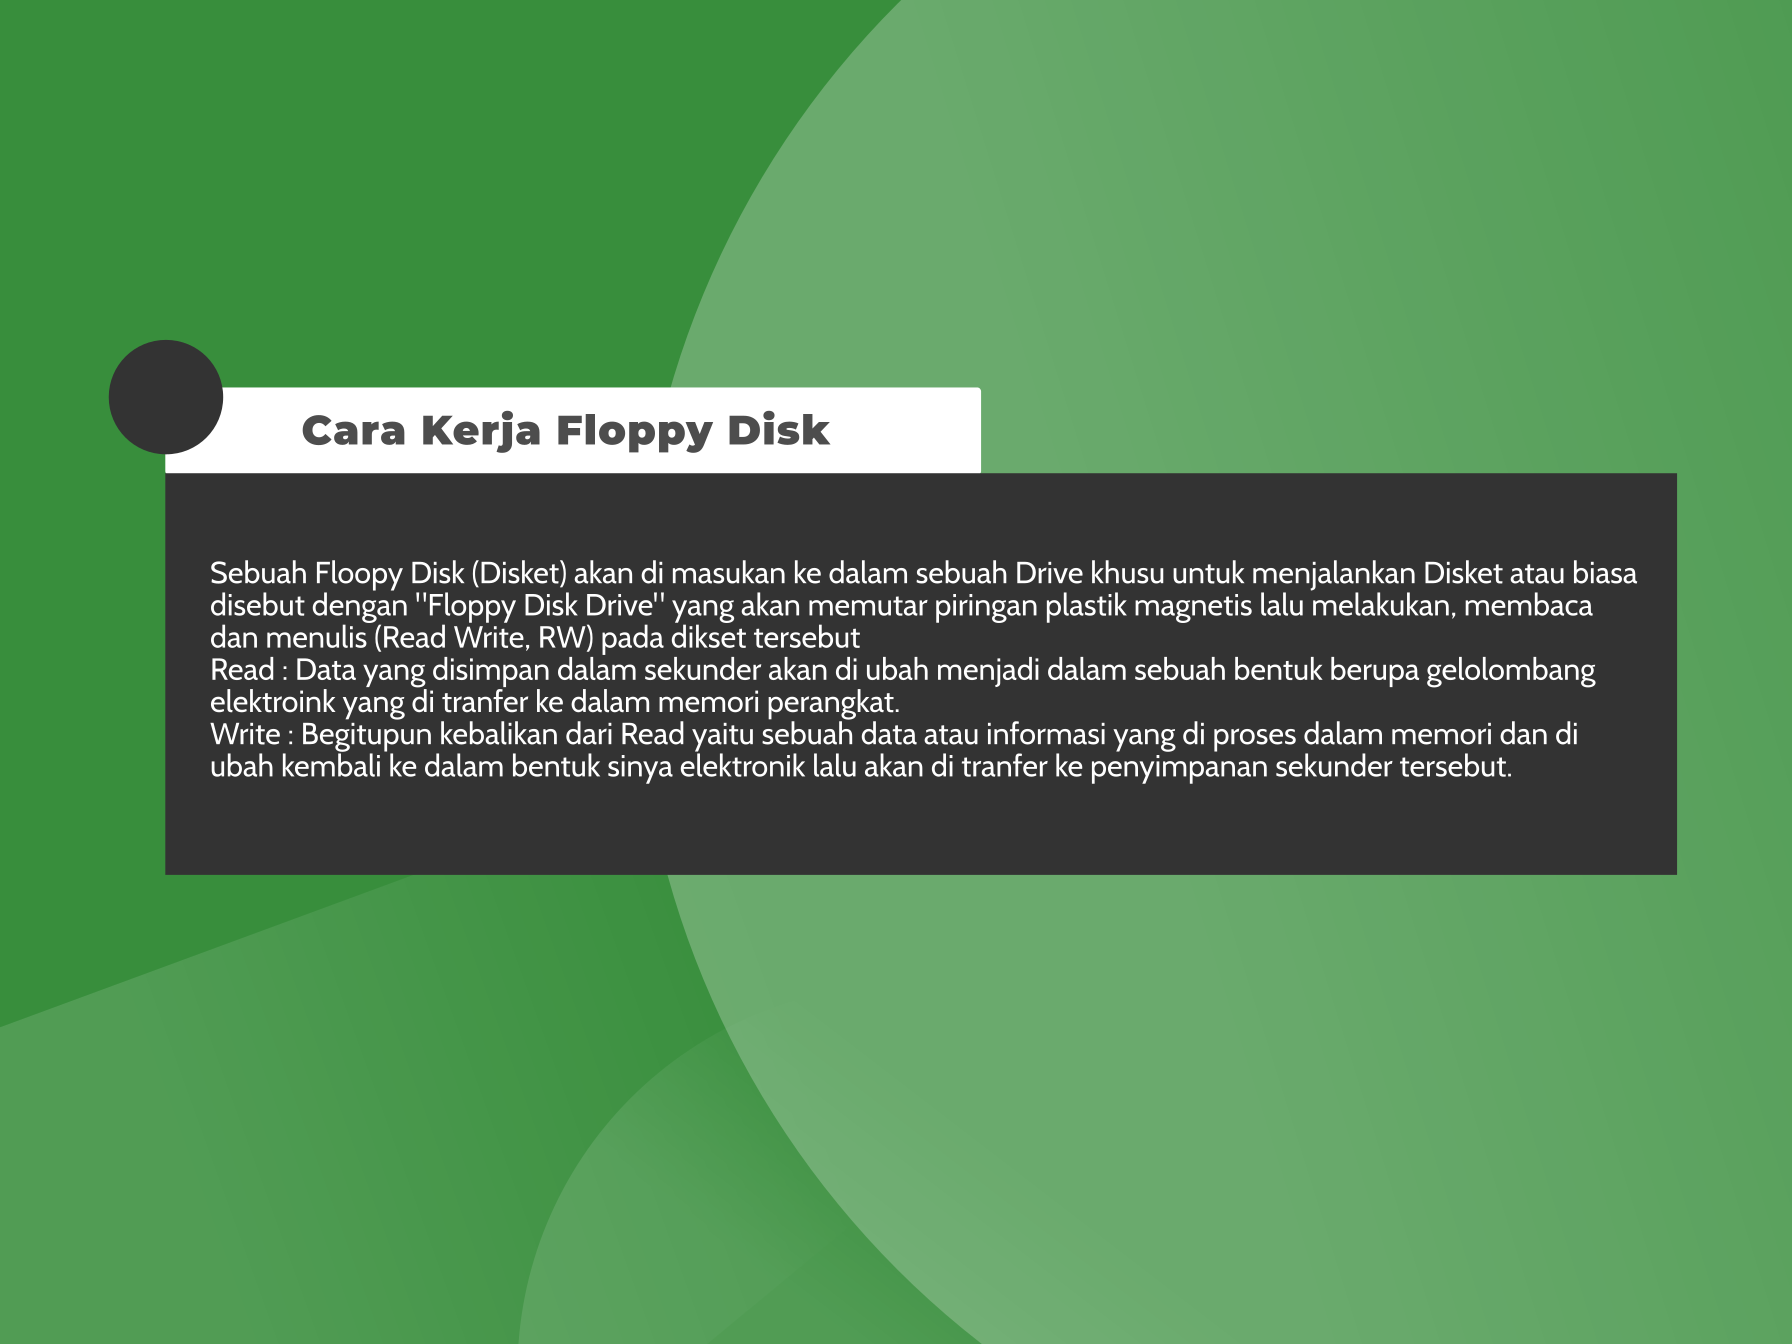 Cara Kerja Floppy Disk
Sebuah Floopy Disk (Disket) akan di masukan ke dalam sebuah Drive khusu untuk menjalankan Disket atau biasa
disebut dengan "Floppy Disk Drive" yang akan memutar piringan plastik magnetis lalu melakukan, membaca
dan menulis (Read Write, RW) pada dikset tersebut
Read : Data yang disimpan dalam sekunder akan di ubah menjadi dalam sebuah bentuk berupa gelolombang
elektroink yang di tranfer ke dalam memori perangkat.
Write : Begitupun kebalikan dari Read yaitu sebuah data atau informasi yang di proses dalam memori dan di
ubah kembali ke dalam bentuk sinya elektronik lalu akan di tranfer ke penyimpanan sekunder tersebut.